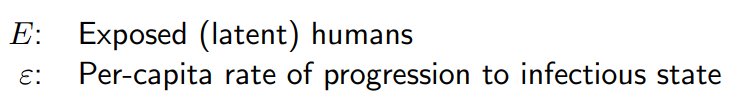 E: Exposed (latent) humans
ε: Per-capita rate of progression to infectious state